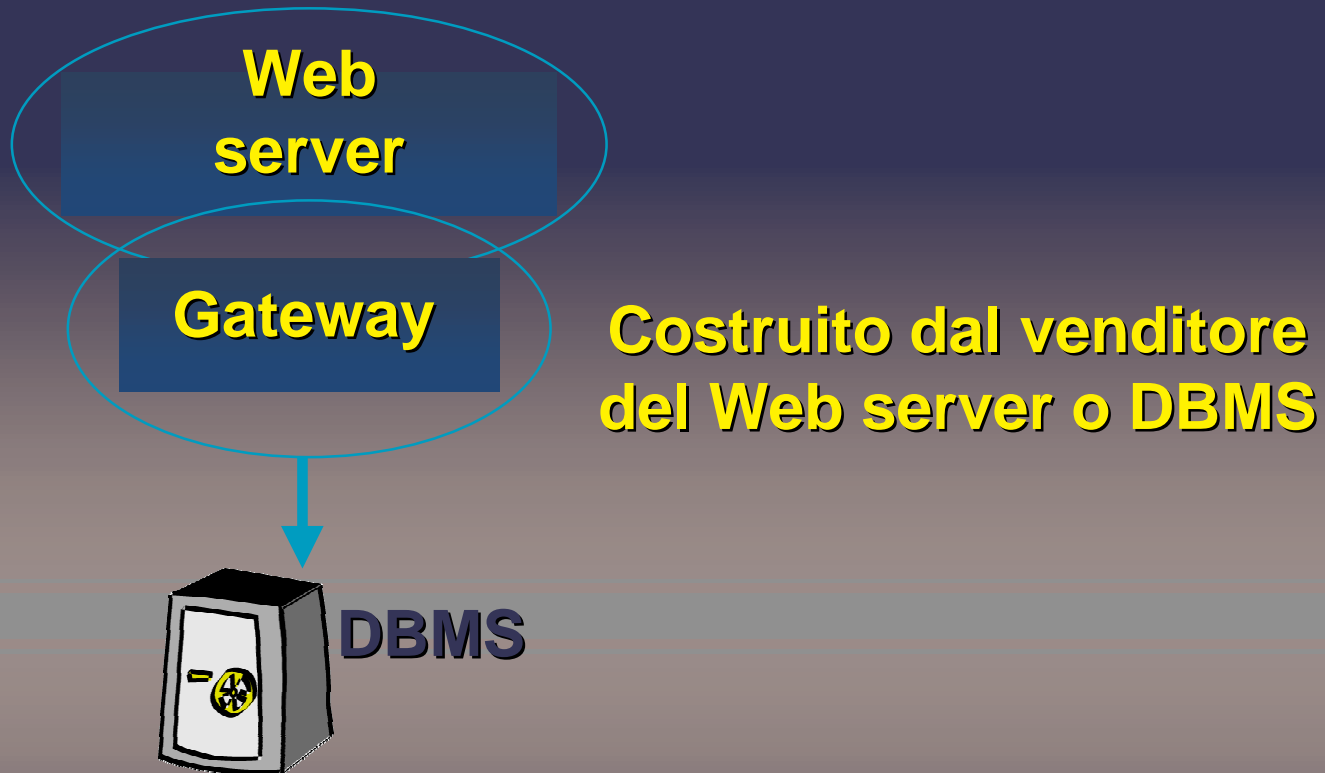 Web
server
Gateway
Costruito dal venditore
del Web server o DBMS
DBMS